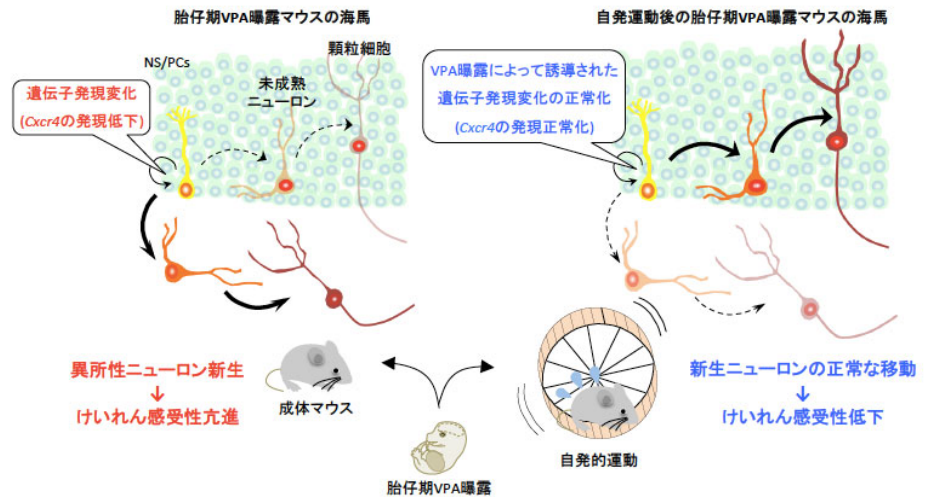 胎仔期VPA曝露マウスの海馬
NS/PCs
顆粒細胞
未成熟
ニューロン
遺伝子発現変化
(Cxcr4の発現低下)
異所性ニューロン新生
↓
けいれん感受性亢進
成体マウス
胎仔期VPA曝露
自発運動後の胎仔期VPA曝露マウスの海馬
VPA曝露によって誘導された
遺伝子発現変化の正常化
(Cxcr4の発現正常化)
自発的運動
新生ニューロンの正常な移動
↓
けいれん感受性低下